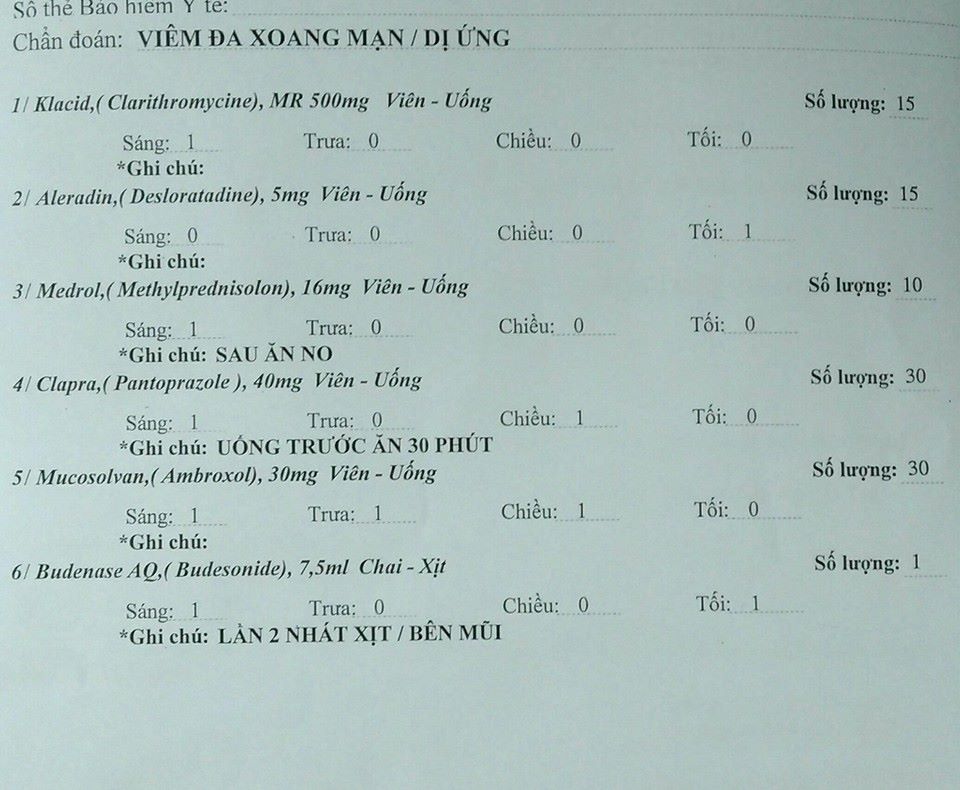 Số thẻ Bảo hiểm Y tế:
Chẩn đoán: VIÊM ĐA XOANG MẠN / DỊ ỨNG
1/ Klacid,( Clarithromycine), MR 500mg Viên - Uống Số lượng: 15
Sáng: 1 Trưa: 0 Chiều: 0 Tối: 0
*Ghi chú:
2/ Aleradin,( Desloratadine), 5mg Viên - Uống Số lượng: 15
Sáng: 0 Trưa: 0 Chiều: 0 Tối: 1
*Ghi chú:
3/ Medrol,( Methylprednisolon), 16mg Viên - Uống Số lượng: 10
Sáng: 1 Trưa: 0 Chiều: 0 Tối: 0
*Ghi chú: SAU ĂN NO
4/ Clapra,( Pantoprazole ), 40mg Viên - Uống Số lượng: 30
Sáng: 1 Trưa: 0 Chiều: 1 Tối: 0
*Ghi chú: UỐNG TRƯỚC ĂN 30 PHÚT
5/ Mucosolvan,( Ambroxol), 30mg Viên - Uống Số lượng: 30
Sáng: 1 Trưa: 1 Chiều: 1 Tối: 0
*Ghi chú:
6/ Budenase AQ,( Budesonide), 7,5ml Chai - Xịt Số lượng: 1
Sáng: 1 Trưa: 0 Chiều: 0 Tối: 1
*Ghi chú: LẦN 2 NHÁT XỊT / BÊN MŨI